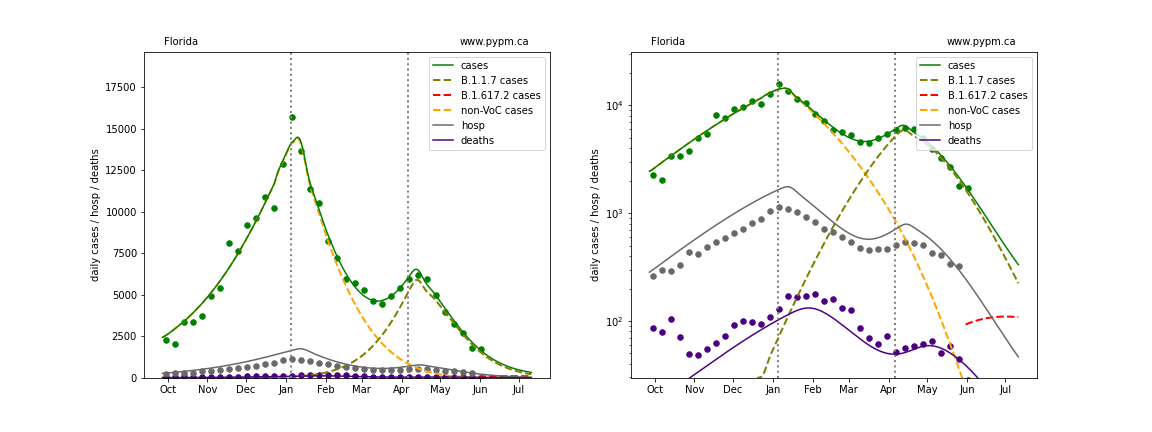 Florida www.pypm.ca
daily cases / hosp / deaths
17500
15000
12500
10000
7500
5000
2500
0
Oct Nov Dec Jan Feb Mar Apr May Jun Jul
cases
B.1.1.7 cases
B.1.617.2 cases
non-VoC cases
hosp
deaths
Florida www.pypm.ca
daily cases / hosp / deaths
10⁴
10³
10²
Oct Nov Dec Jan Feb Mar Apr May Jun Jul
cases
B.1.1.7 cases
B.1.617.2 cases
non-VoC cases
hosp
deaths